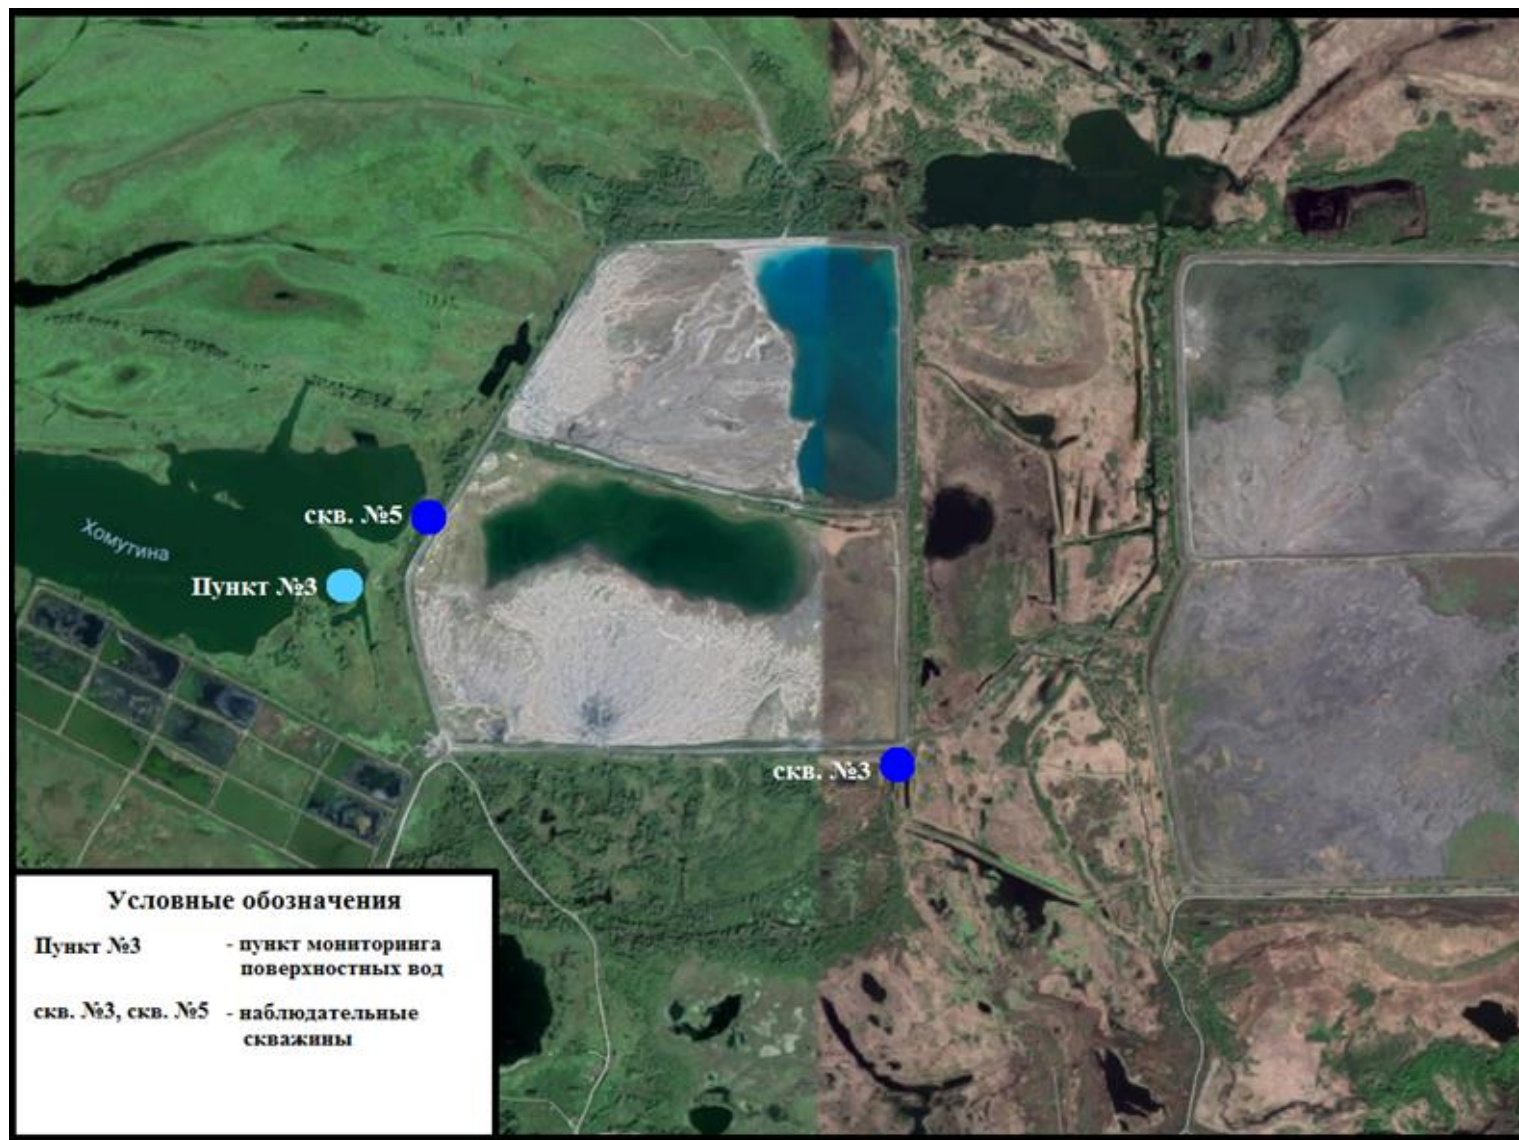 скв. №5
Хомутина
Пункт №3
скв. №3
Условные обозначения
Пункт №3 - пункт мониторинга
поверхностных вод
скв. №3, скв. №5 - наблюдательные
скважины